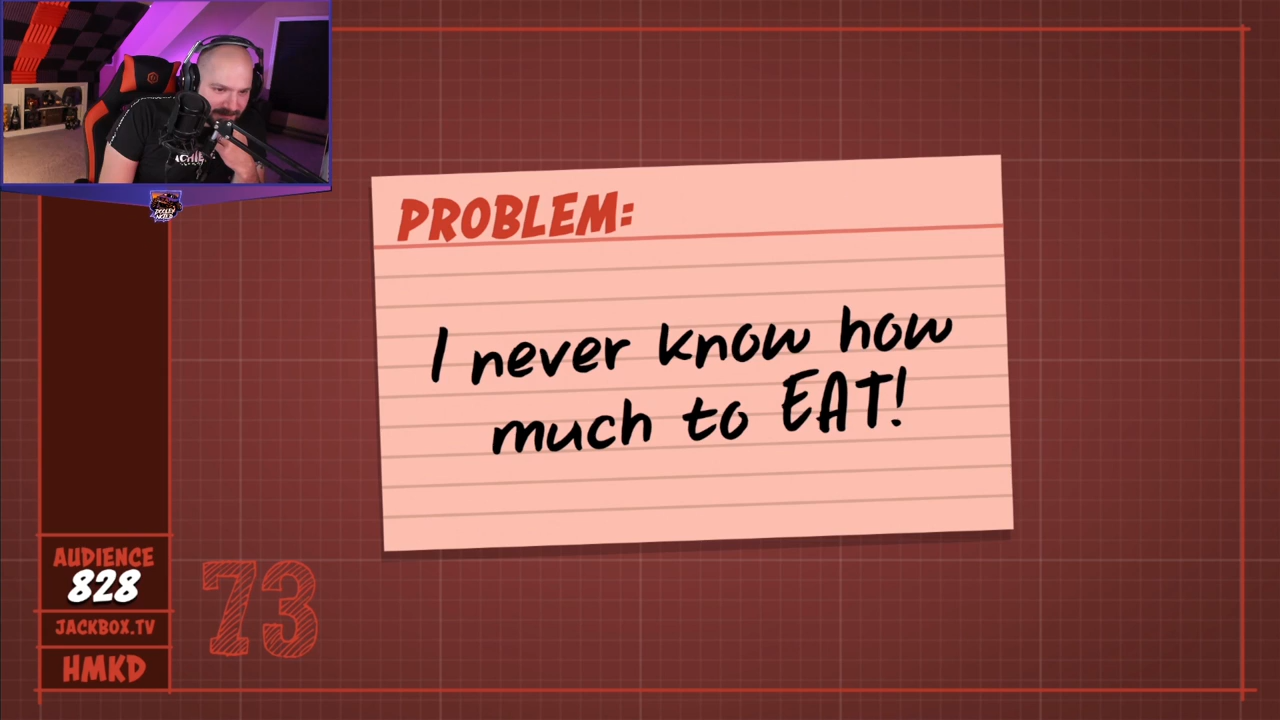 PROBLEM:
I never know how
much to EAT!
AUDIENCE
828
JACKBOX.TV
HMKD
73